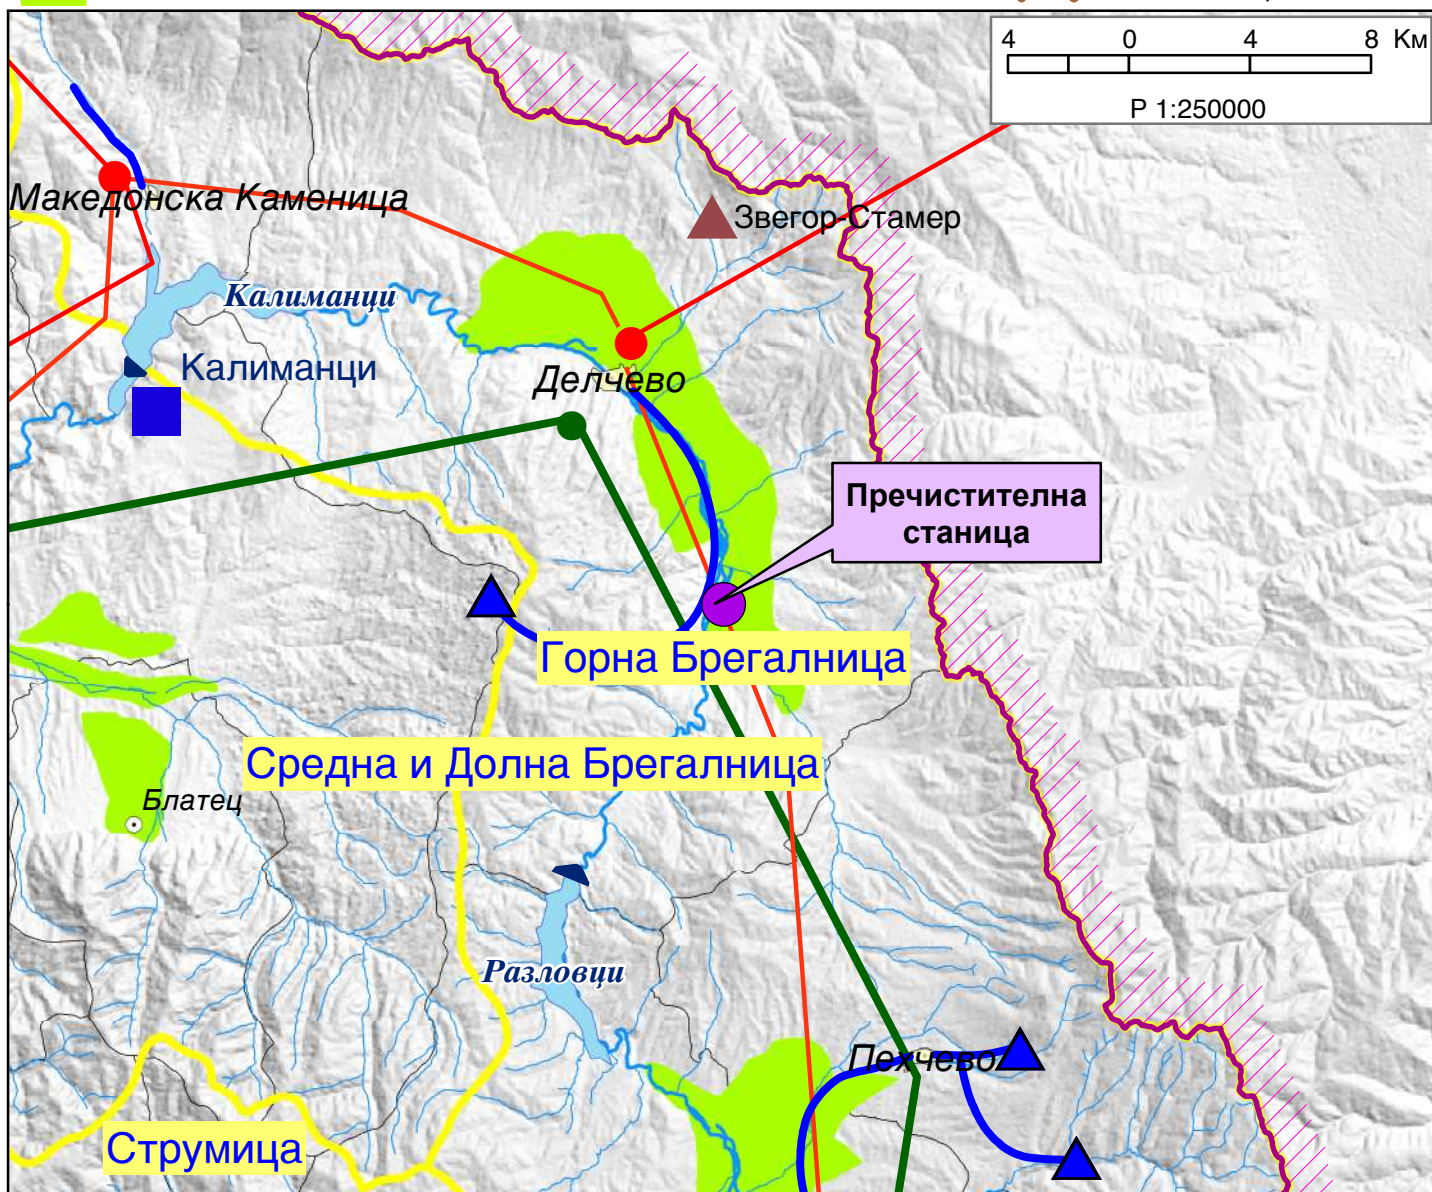 4 0 4 8 Км
Р 1:250000
Македонска Каменица
Звегор-Стамер
Калиманци
Калиманци
Делчево
Пречистителна
станица
Горна Брегалница
Средна и Долна Брегалница
Блатец
Разловци
Пехчево
Струмица